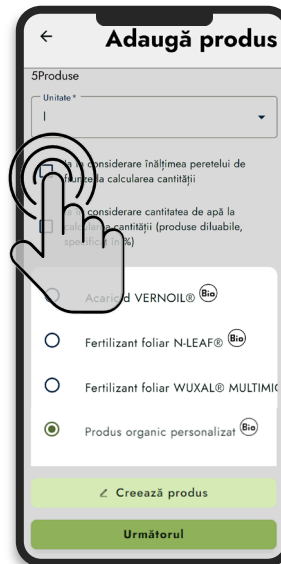 Adaugă produs
5Produse
Unitate*
l
Ia în considerare înălțimea peretelui de
frunze la calcularea cantității
Ia în considerare cantitatea de apă la
calcularea cantității (produse diluabile,
specificat în %)
Acaricid VERNOIL® Bio
Fertilizant foliar N-LEAF® Bio
Fertilizant foliar WUXAL® MULTIMIC
Produs organic personalizat Bio
Creează produs
Următorul